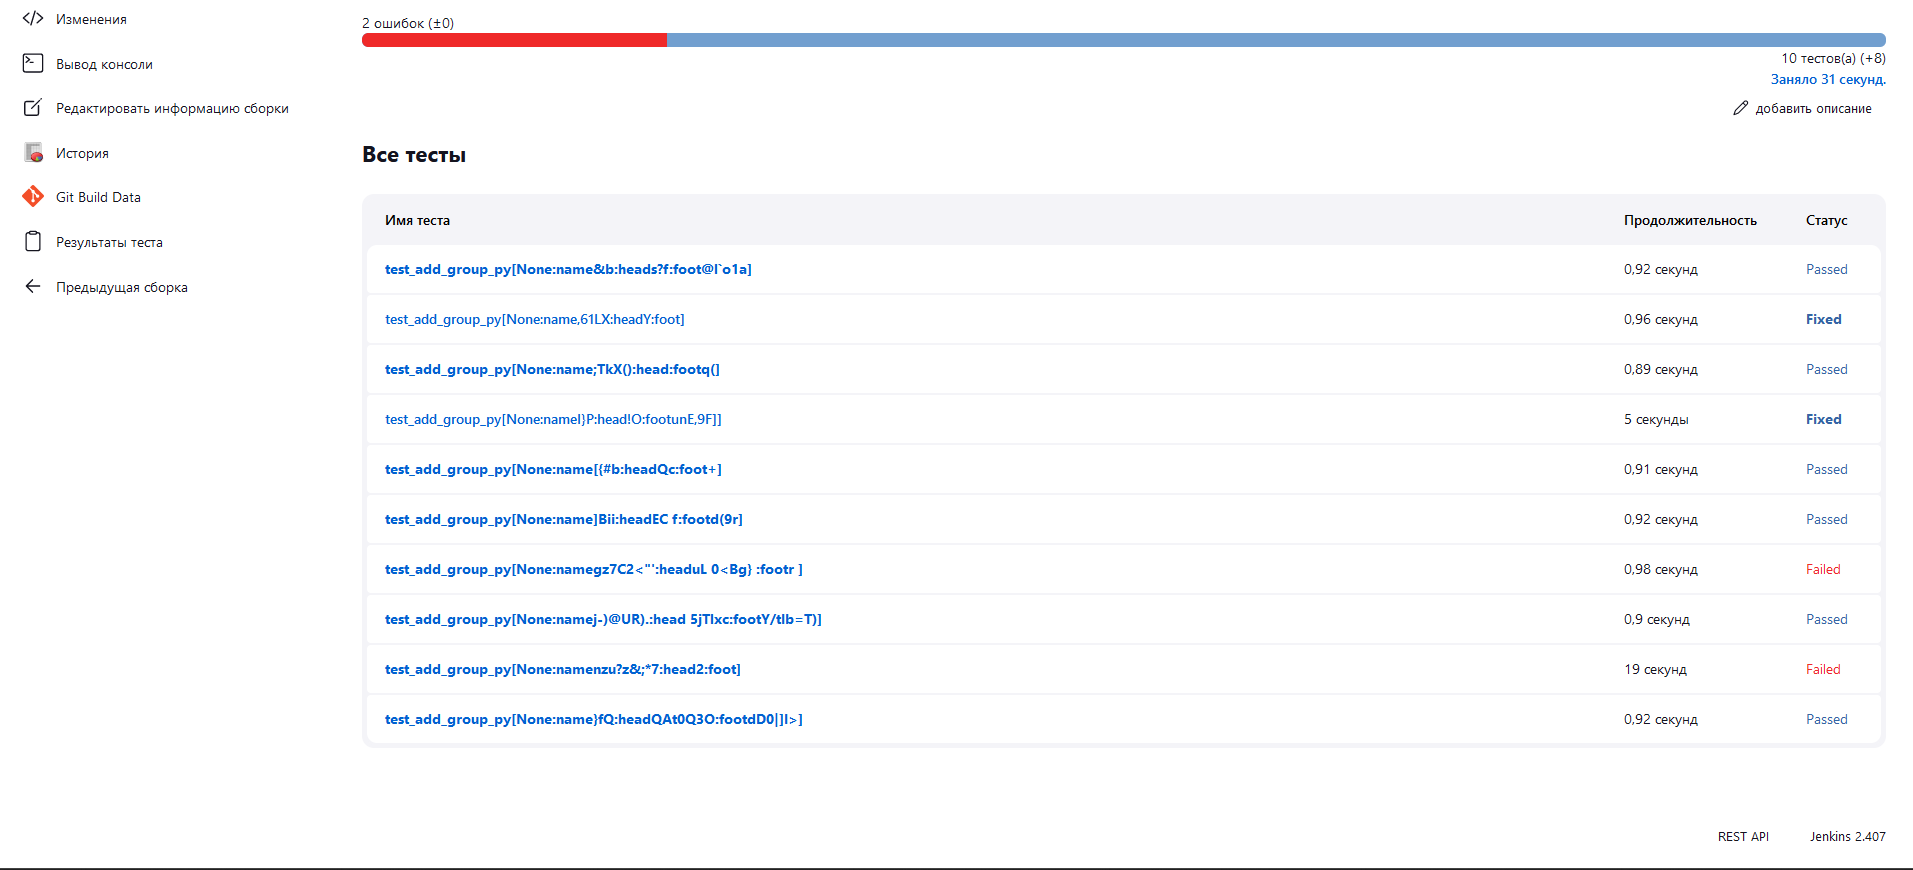 Изменения
Вывод консоли
Редактировать информацию сборки
История
Git Build Data
Результаты теста
Предыдущая сборка
2 ошибок (±0)
10 тестов(а) (+8)
Заняло 31 секунд.
добавить описание
Все тесты
Имя теста Продолжительность Статус
test_add_group_py[None:name&b:heads?f:foot@l`o1a] 0,92 секунд Passed
test_add_group_py[None:name,61LX:headY:foot] 0,96 секунд Fixed
test_add_group_py[None:name;TkX():head:footq(] 0,89 секунд Passed
test_add_group_py[None:nameI}P:head!O:footunE,9F]] 5 секунды Fixed
test_add_group_py[None:name[{#b:headQc:foot+] 0,91 секунд Passed
test_add_group_py[None:name]Bii:headEC f:footd(9r] 0,92 секунд Passed
test_add_group_py[None:namegz7C2<"':headuL 0<Bg} :footr ] 0,98 секунд Failed
test_add_group_py[None:namej-)@UR).:head 5jTlxc:footY/tlb=T)] 0,9 секунд Passed
test_add_group_py[None:namenzu?z&;*7:head2:foot] 19 секунд Failed
test_add_group_py[None:name}fQ:headQAt0Q3O:footdD0|]I>] 0,92 секунд Passed
REST API Jenkins 2.407